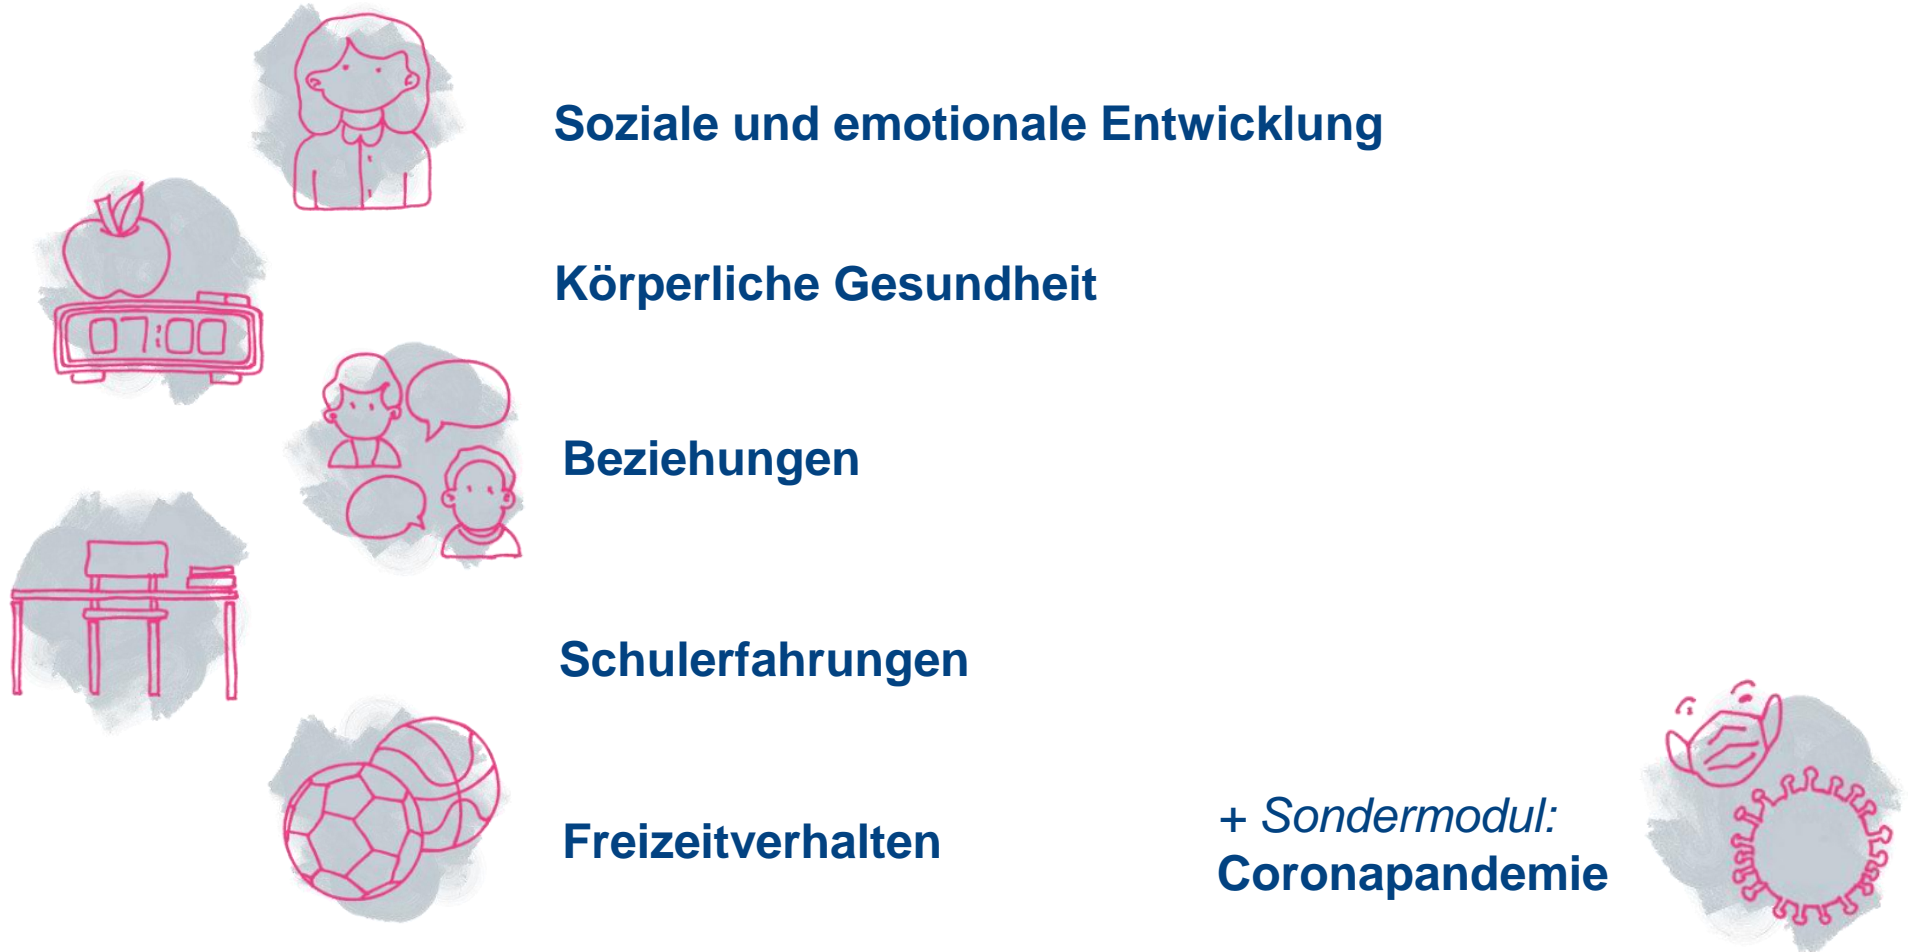 Soziale und emotionale Entwicklung
Körperliche Gesundheit
07:00
Beziehungen
Schulerfahrungen
Freizeitverhalten
+ Sondermodul:
Coronapandemie